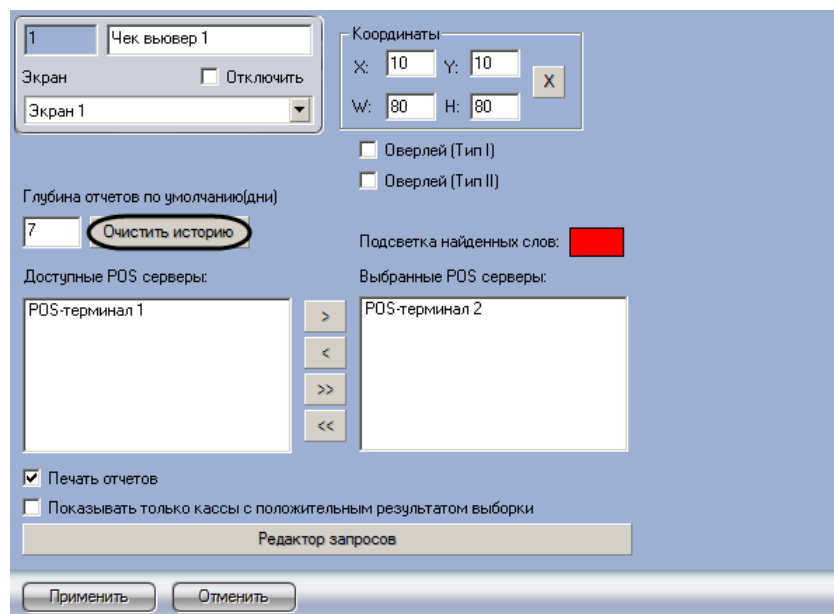 1 Чек вьювер 1
Экран Отключить
Экран 1
Координаты
X: 10 Y: 10
X
W: 80 H: 80
Оверлей (Тип I)
Оверлей (Тип II)
Глубина отчетов по умолчанию(дни)
7 Очистить историю
Подсветка найденных слов:
Доступные POS серверы:
POS-терминал 1
>
<
>>
<<
Выбранные POS серверы:
POS-терминал 2
Печать отчетов
Показывать только кассы с положительным результатом выборки
Редактор запросов
Применить Отменить